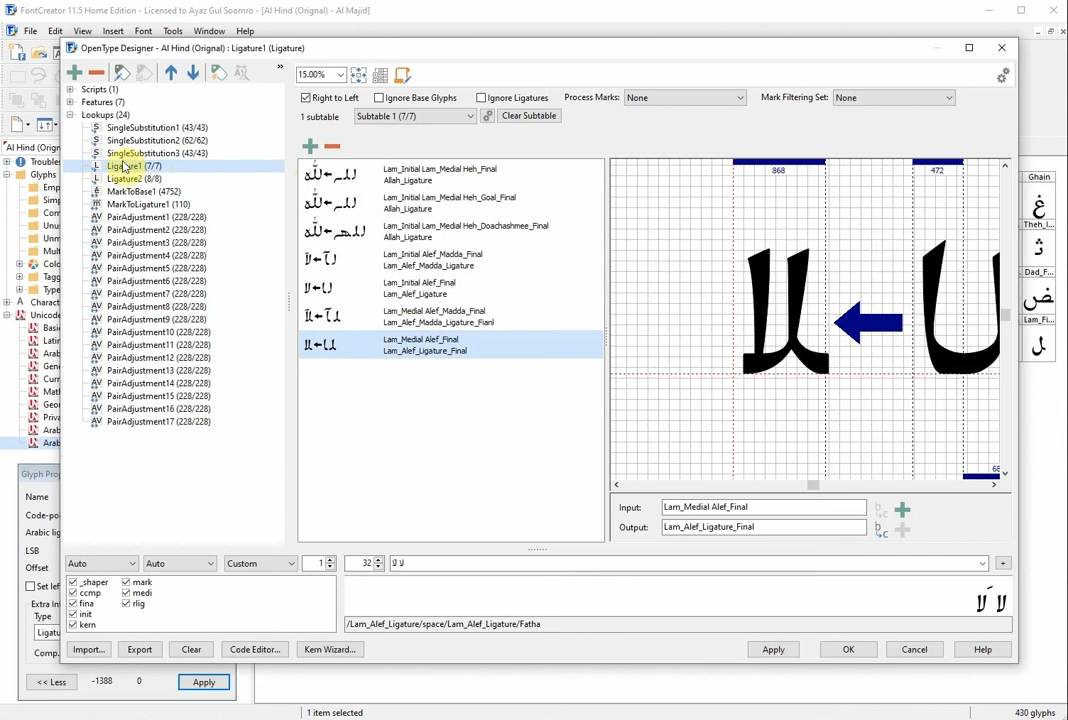 FontCreator 11.5 Home Edition - Licensed to Ayaz Gul Soomro - [Al Hind (Orignal) - Al Majid]
File Edit View Insert Font Tools Window Help
OpenType Designer - Al Hind (Orignal) : Ligature1 (Ligature)
15.00%
Right to Left Ignore Base Glyphs Ignore Ligatures Process Marks: None Mark Filtering Set: None
1 subtable Subtable 1 (7/7) Clear Subtable
Scripts (1)
Features (7)
Lookups (24)
SingleSubstitution1 (43/43)
SingleSubstitution2 (62/62)
SingleSubstitution3 (43/43)
Ligature1 (7/7)
Ligature2 (8/8)
MarkToBase1 (4752)
MarkToLigature1 (110)
PairAdjustment1 (228/228)
PairAdjustment2 (228/228)
PairAdjustment3 (228/228)
PairAdjustment4 (228/228)
PairAdjustment5 (228/228)
PairAdjustment6 (228/228)
PairAdjustment7 (228/228)
PairAdjustment8 (228/228)
PairAdjustment9 (228/228)
PairAdjustment10 (228/228)
PairAdjustment11 (228/228)
PairAdjustment12 (228/228)
PairAdjustment13 (228/228)
PairAdjustment14 (228/228)
PairAdjustment15 (228/228)
PairAdjustment16 (228/228)
PairAdjustment17 (228/228)
Lam_Initial Lam_Medial Heh_Final
Allah_Ligature
Lam_Initial Lam_Medial Heh_Goal_Final
Allah_Ligature
Lam_Initial Lam_Medial Heh_Doachashmee_Final
Allah_Ligature
Lam_Initial Alef_Madda_Final
Lam_Alef_Madda_Ligature
Lam_Initial Alef_Final
Lam_Alef_Ligature
Lam_Medial Alef_Madda_Final
Lam_Alef_Madda_Ligature_Fianl
Lam_Medial Alef_Final
Lam_Alef_Ligature_Final
868 472
لا
Input: Lam_Medial Alef_Final
Output: Lam_Alef_Ligature_Final
Auto Auto Custom 1 32 لا لا
_shaper mark
ccmp medi
fina rlig
init
kern
لا لَا
/Lam_Alef_Ligature/space/Lam_Alef_Ligature/Fatha
Import... Export Clear Code Editor... Kern Wizard... Apply OK Cancel Help
Al Hind (Orign
Glyphs
Unicode
Name
Code-po
Arabic lig
LSB
Offset
Set lef
Type
Comp.
<< Less -1388 0 Apply
Ghain
غ
ث
ض
ل
1 item selected 430 glyphs